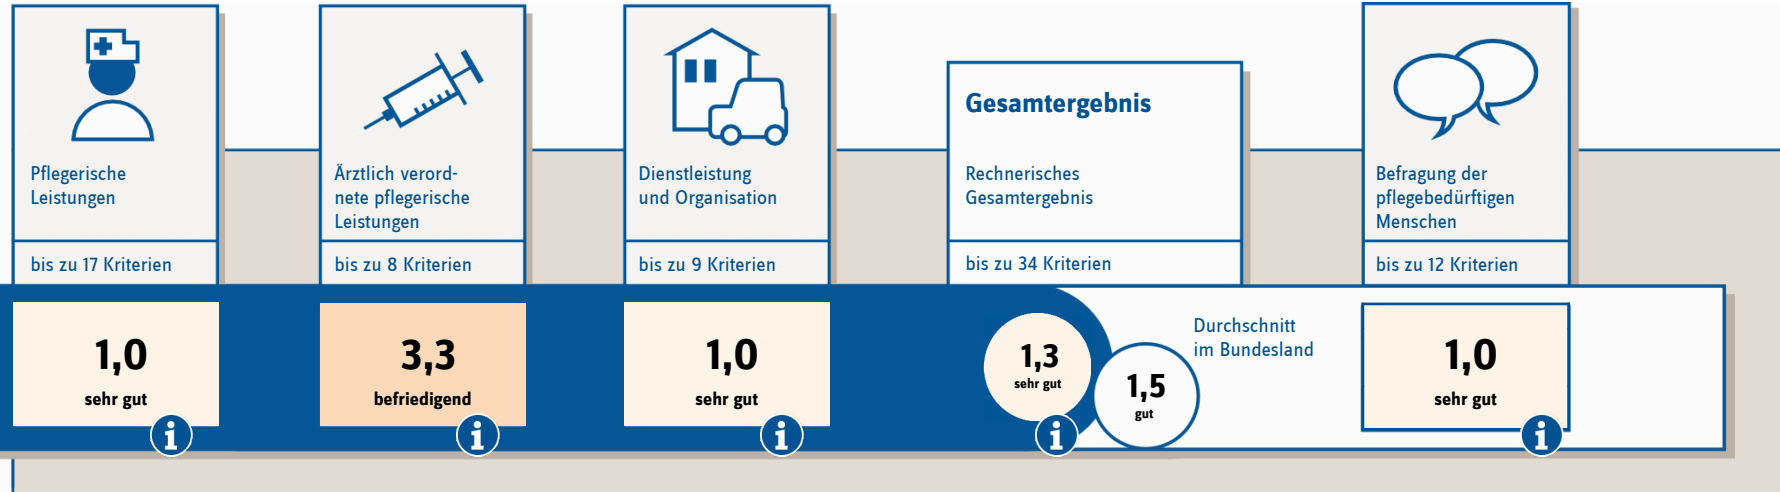 Pflegerische
Leistungen
bis zu 17 Kriterien
1,0
sehr gut
i
Ärztlich verord-
nete pflegerische
Leistungen
bis zu 8 Kriterien
3,3
befriedigend
i
Dienstleistung
und Organisation
bis zu 9 Kriterien
1,0
sehr gut
i
Gesamtergebnis
Rechnerisches
Gesamtergebnis
bis zu 34 Kriterien
1,3
sehr gut
i
Durchschnitt
im Bundesland
1,5
gut
Befragung der
pflegebedürftigen
Menschen
bis zu 12 Kriterien
1,0
sehr gut
i